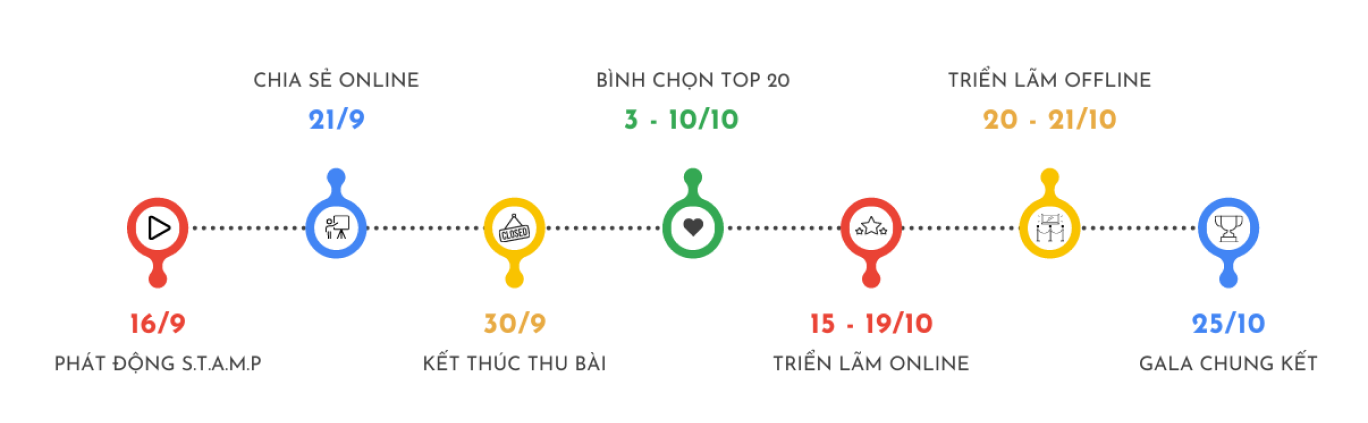 CHIA SẺ ONLINE
21/9
BÌNH CHỌN TOP 20
3 - 10/10
TRIỂN LÃM OFFLINE
20 - 21/10
CLOSED
16/9
PHÁT ĐỘNG S.T.A.M.P
30/9
KẾT THÚC THU BÀI
15 - 19/10
TRIỂN LÃM ONLINE
25/10
GALA CHUNG KẾT